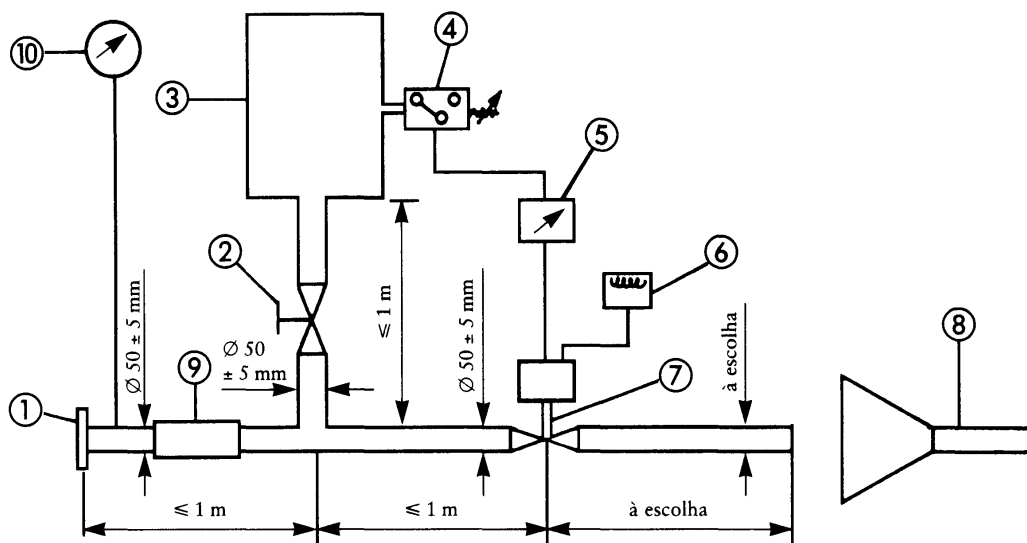 ⑩
③
④
⑤
②
⑥
≤ 1 m
Ø 50 ± 5 mm
⑨
Ø 50
± 5 mm
Ø 50 ± 5 mm
⑦
à escolha
⑧
①
≤ 1 m
≤ 1 m
à escolha